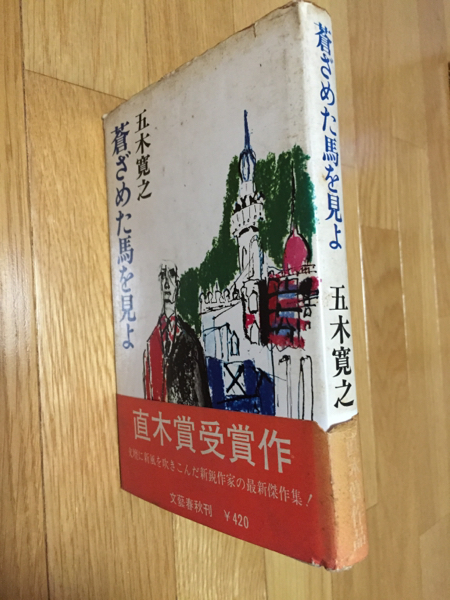 五木寛之
蒼ざめた馬を見よ
直木賞受賞作
に新風を吹きこんだ新鋭作家の最新傑作集!
文藝春秋刊 ¥420
蒼ざめた馬を見よ
五木寛之